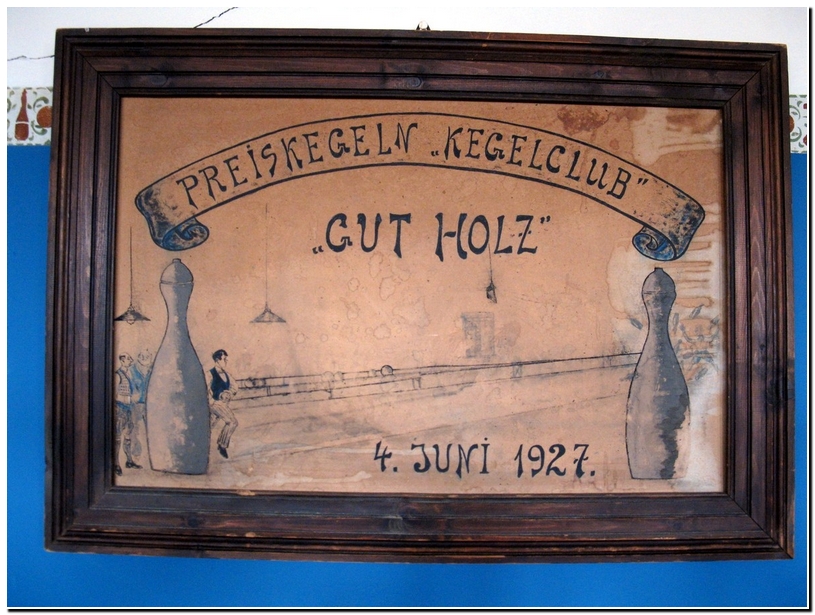 PREISKEGELN „KEGELCLUB"
„GUT HOLZ"
4. JUNI 1927.